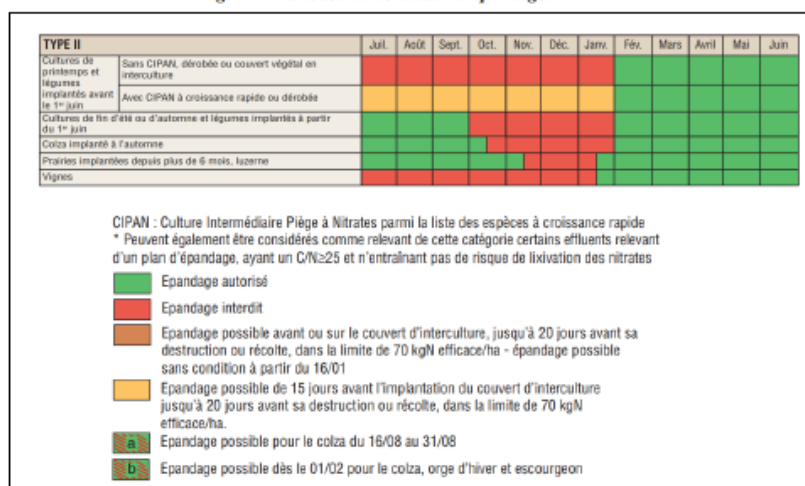 TYPE II Juil. Août Sept. Oct. Nov. Déc. Janv. Fév. Mars Avril Mai Juin
Cultures de printemps et légumes implantés avant le 1er juin
Sans CIPAN, dérobée ou couvert végétal en interculture
Avec CIPAN à croissance rapide ou dérobée
Cultures de fin d'été ou d'automne et légumes implantés à partir
du 1er juin
Colza implanté à l'automne
Prairies implantées depuis plus de 6 mois, luzerne
Vignes
CIPAN : Culture Intermédiaire Piège à Nitrates parmi la liste des espèces à croissance rapide
* Peuvent également être considérés comme relevant de cette catégorie certains effluents relevant
d'un plan d'épandage, ayant un C/N≥25 et n'entraînant pas de risque de lixivation des nitrates
Epandage autorisé
Epandage interdit
Epandage possible avant ou sur le couvert d'interculture, jusqu'à 20 jours avant sa
destruction ou récolte, dans la limite de 70 kgN efficace/ha - épandage possible
sans condition à partir du 16/01
Epandage possible de 15 jours avant l'implantation du couvert d'interculture
jusqu'à 20 jours avant sa destruction ou récolte, dans la limite de 70 kgN
efficace/ha.
a Epandage possible pour le colza du 16/08 au 31/08
b Epandage possible dès le 01/02 pour le colza, orge d'hiver et escourgeon